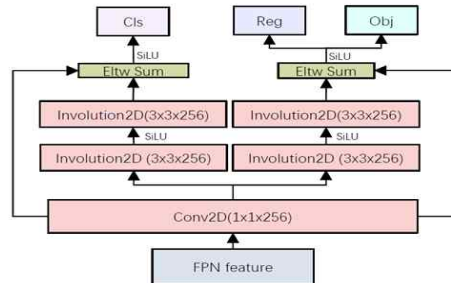 Cls
Reg
Obj
SiLU
SiLU
Eltw Sum
Eltw Sum
Involution2D(3x3x256)
Involution2D(3x3x256)
SiLU
SiLU
Involution2D (3x3x256)
Involution2D (3x3x256)
Conv2D(1x1x256)
FPN feature